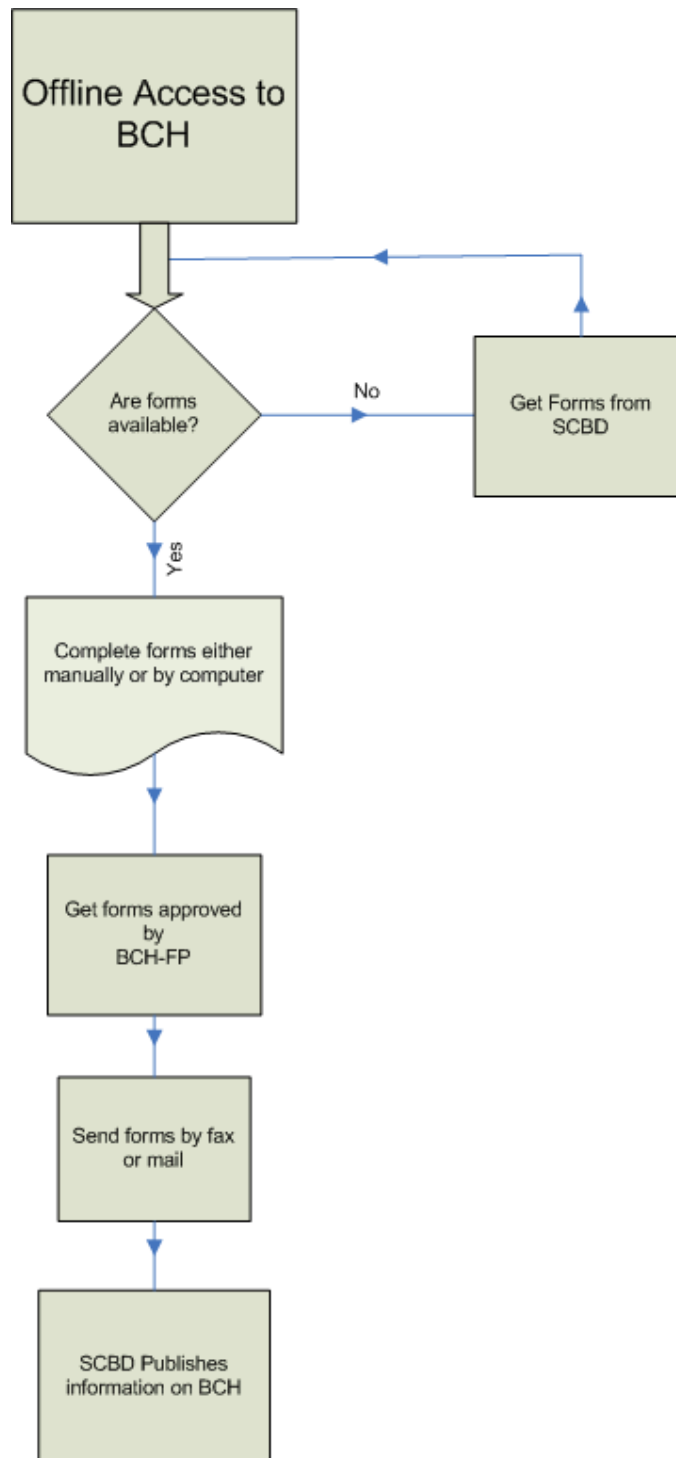 Offline Access to
BCH
Are forms
available?
No
Get Forms from
SCBD
Yes
Complete forms either
manually or by computer
Get forms approved
by
BCH-FP
Send forms by fax
or mail
SCBD Publishes
information on BCH